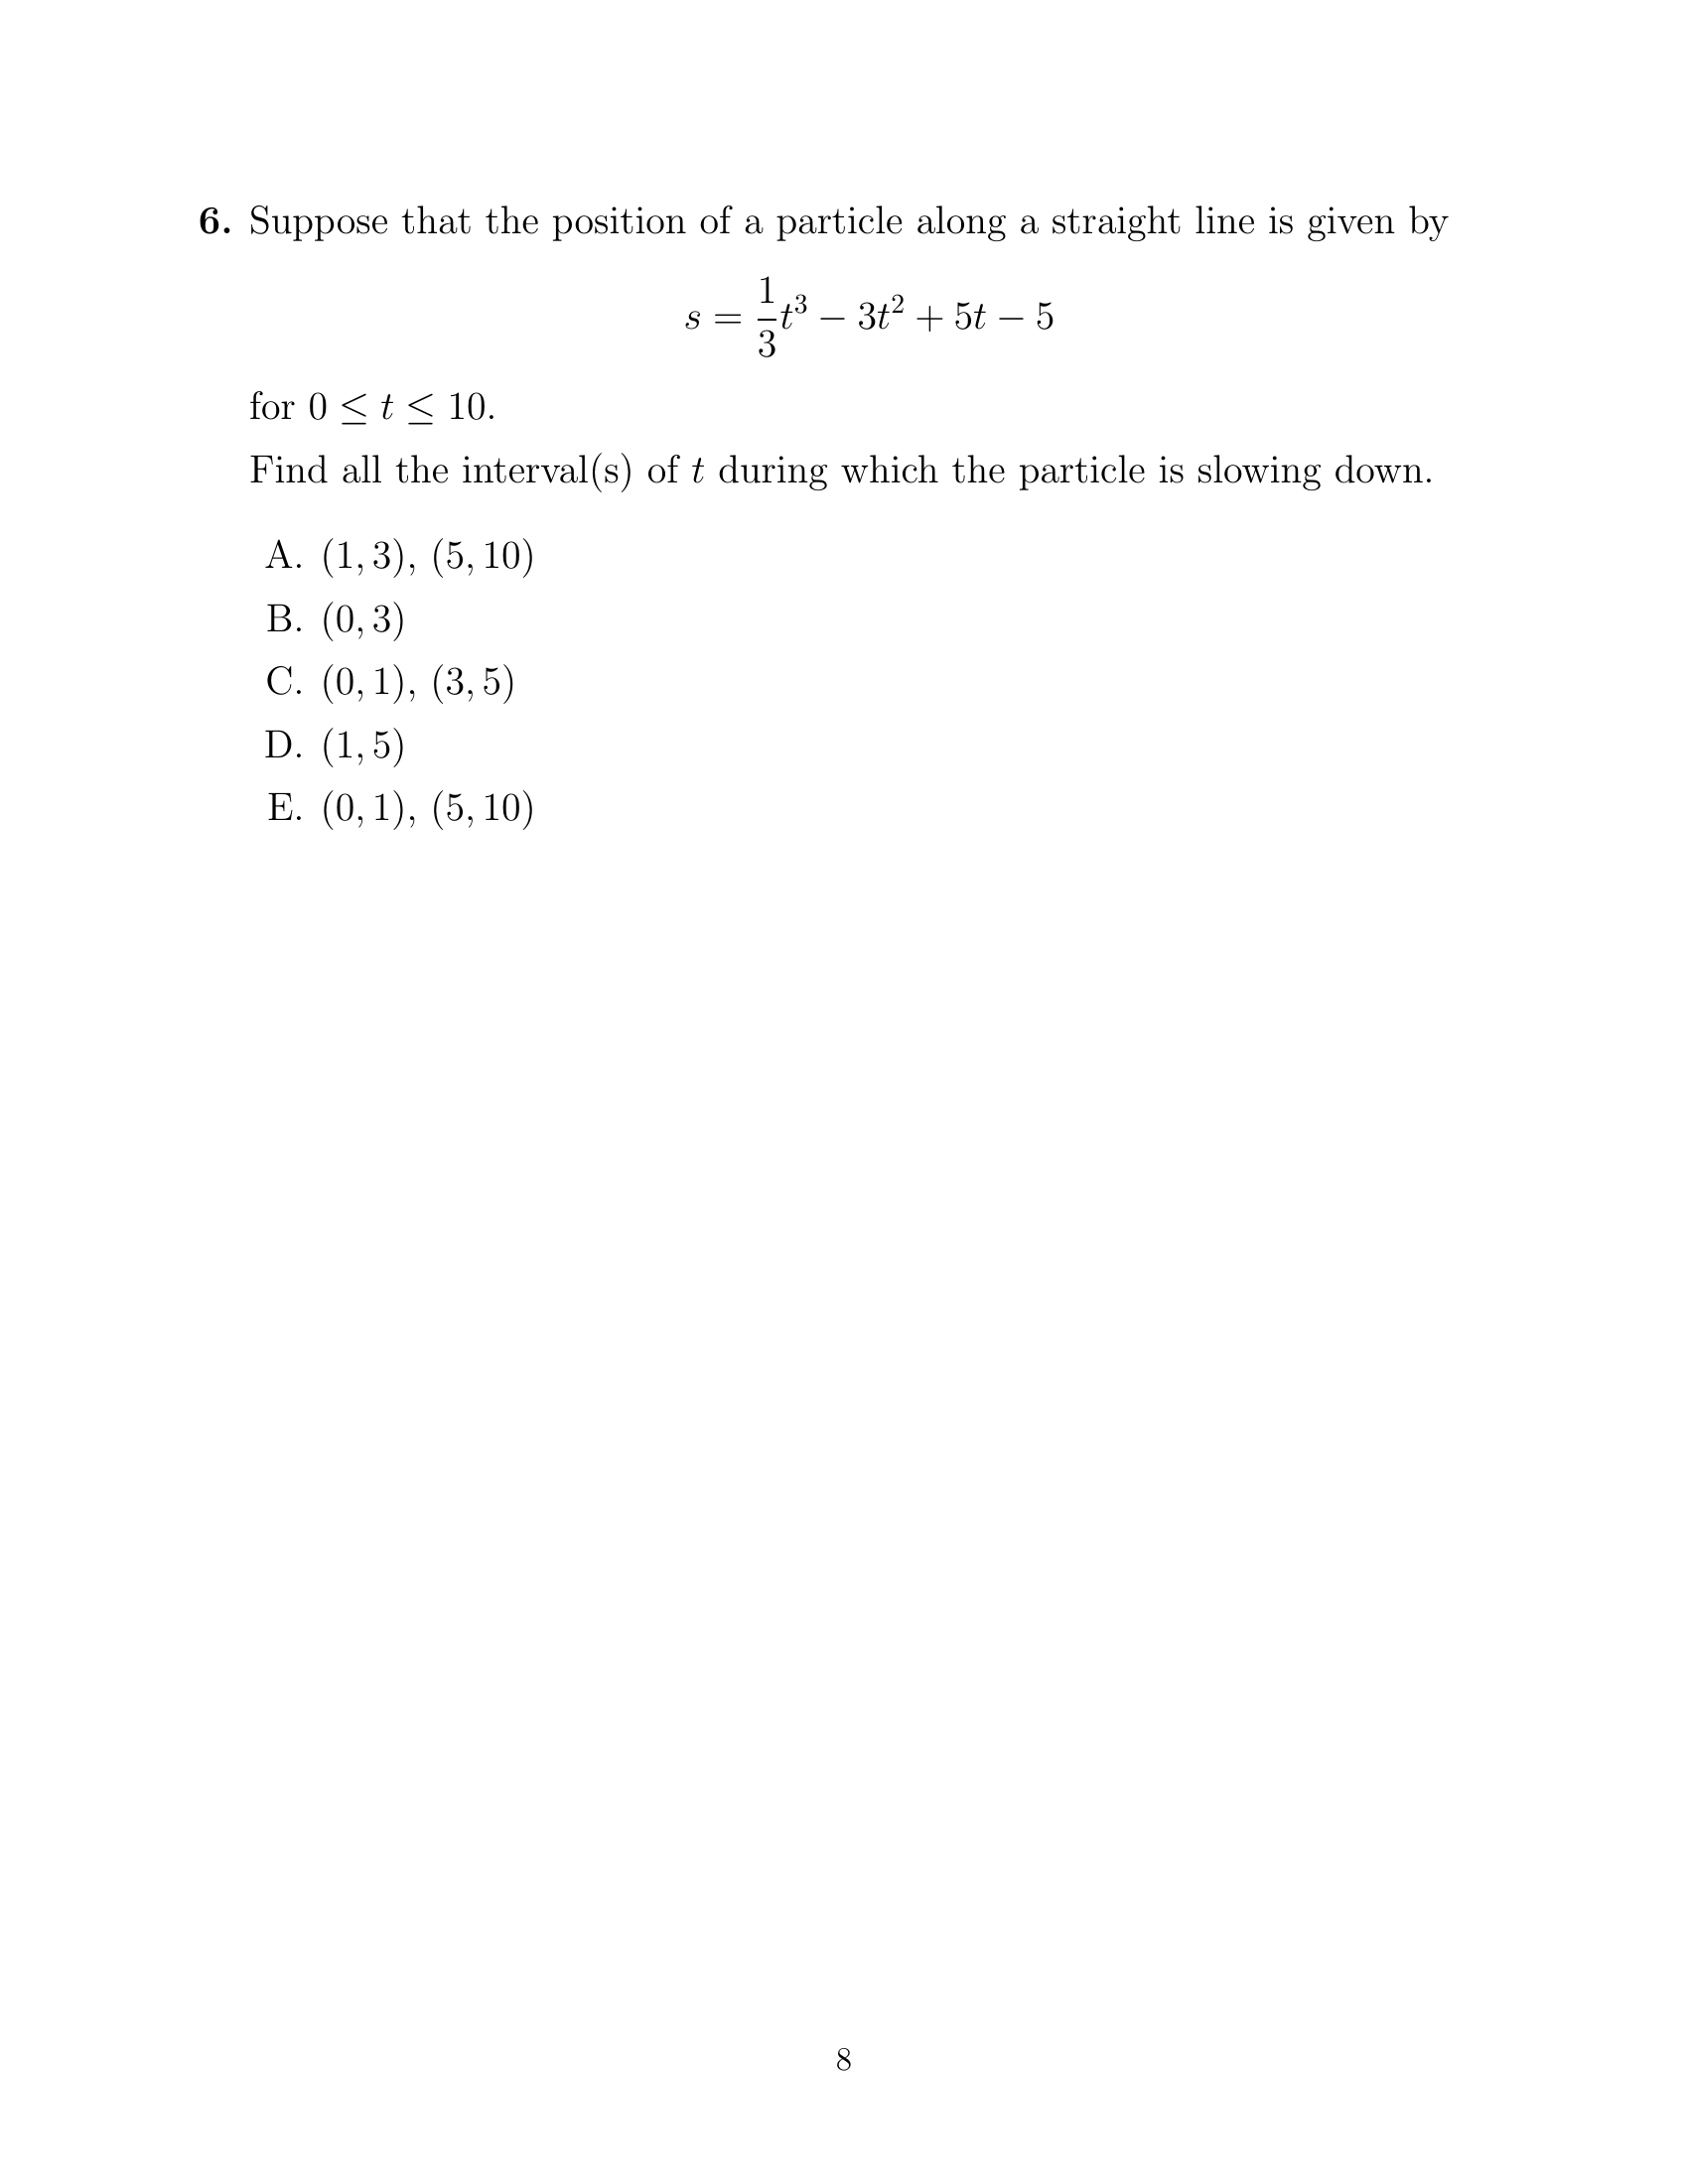 6. Suppose that the position of a particle along a straight line is given by
s = \frac{1}{3}t^3 − 3t^2 + 5t − 5
for 0 ≤ t ≤ 10.
Find all the interval(s) of t during which the particle is slowing down.
A. (1, 3), (5, 10)
B. (0, 3)
C. (0, 1), (3, 5)
D. (1, 5)
E. (0, 1), (5, 10)
8